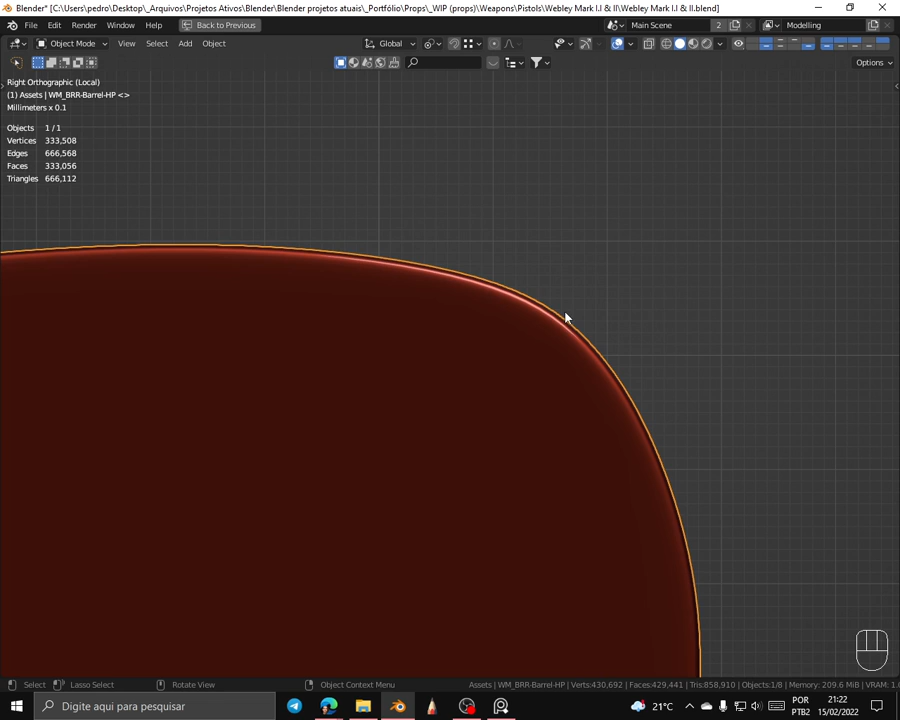 Blender* [C:\Users\pedro\Desktop\_Arquivos\Projetos Ativos\Blender\Blender projetos atuais\_Portfólio\Props\_WIP (props)\Weapons\Pistols\Webley Mark I.I & II\Webley Mark I.I & II.blend]
File Edit Render Window Help Back to Previous Main Scene 2 Modelling
Object Mode View Select Add Object Global
Options
Right Orthographic (Local)
(1) Assets | WM_BRR-Barrel-HP <>
Millimeters x 0.1
Objects 1 / 1
Vertices 333,508
Edges 666,568
Faces 333,056
Triangles 666,112
Select Lasso Select Rotate View Object Context Menu Assets | WM_BRR-Barrel-HP | Verts:430,692 | Faces:429,441 | Tris:858,910 | Objects:1/8 | Memory: 209.6 MiB | VRAM: 1.
Digite aqui para pesquisar 21°C POR 21:22
PTB2 15/02/2022